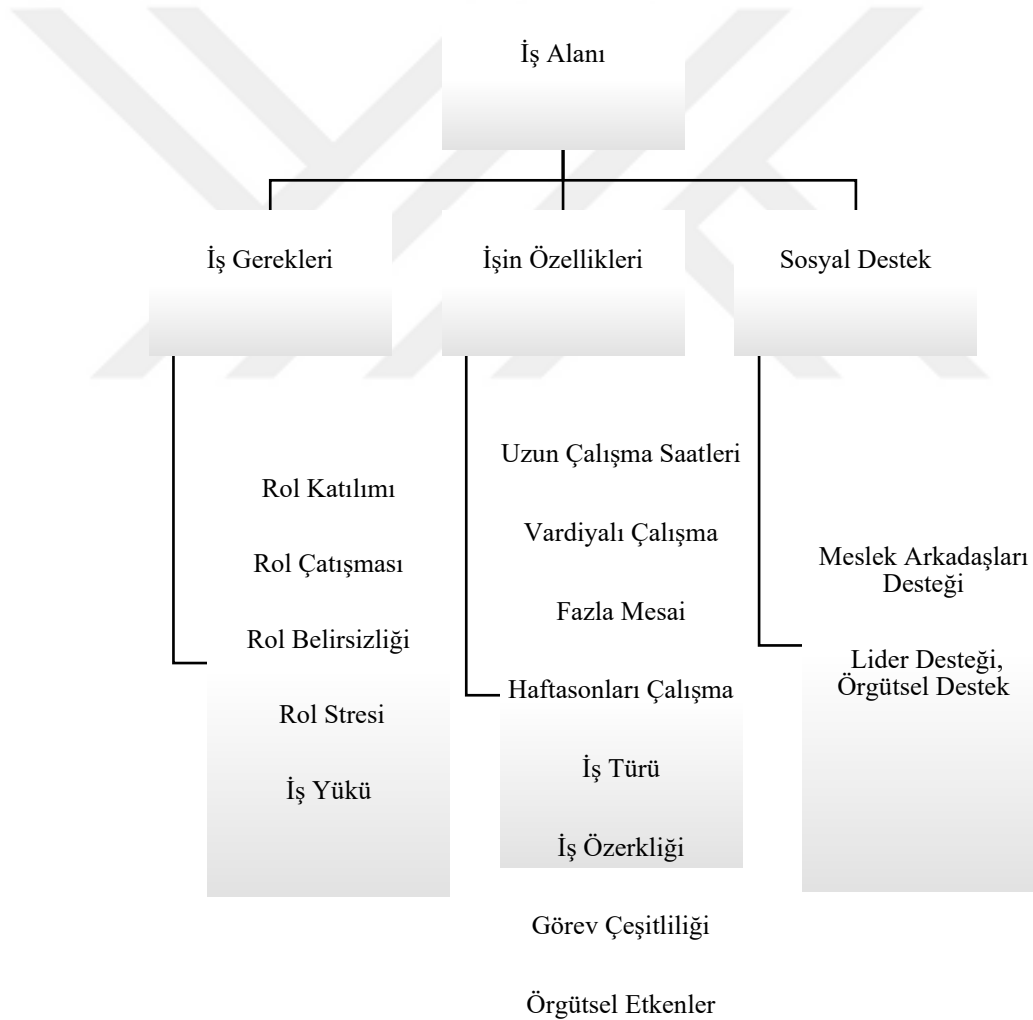 İş Alanı
İş Gerekleri
İşin Özellikleri
Sosyal Destek
Rol Katılımı
Rol Çatışması
Rol Belirsizliği
Rol Stresi
İş Yükü
Uzun Çalışma Saatleri
Vardiyalı Çalışma
Fazla Mesai
Haftasonları Çalışma
İş Türü
İş Özerkliği
Görev Çeşitliliği
Örgütsel Etkenler
Meslek Arkadaşları
Desteği
Lider Desteği,
Örgütsel Destek